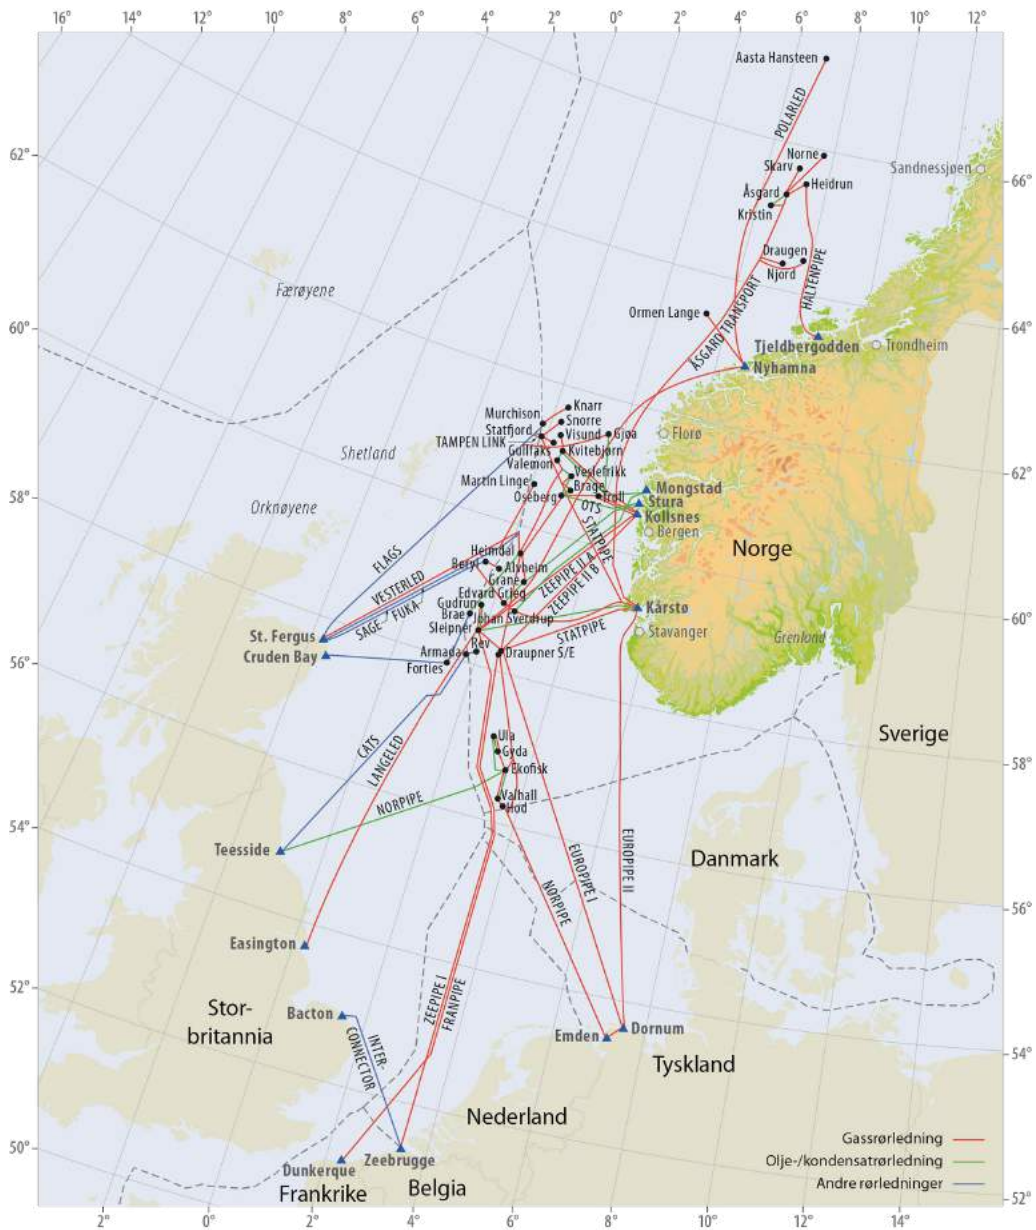 16° 14° 12° 10° 8° 6° 4° 2° 0° 2° 4° 6° 8° 10° 12°
Aasta Hansteen
POLARLED
62°
Norne
Skarv
Sandnessjøen
Heidrun
66°
Åsgard
Kristin
Draugen
Njord
HALTENPIPE
Færøyene
Ormen Lange
ÅSGARD TRANSPORT
60°
64°
Tjeldbergodden
Trondheim
Nyhamna
Knarr
Murchison
Snorre
Statfjord
Visund
Gjøa
Florø
TAMPEN LINK
Gullfaks
Kvitebjørn
Shetland
Valemon
Veslefrikk
62°
Martin Linge
Brage
Mongstad
58°
Oseberg
Troll
Stura
OTS
Kollsnes
Orknøyene
Bergen
STATPIPE
Norge
FLAGS
Heimdal
Beryl
Alvheim
ZEEPIPE II A
ZEEPIPE II B
VESTERLED
Grane
Edvard Grieg
SAGE
FUKA
Gudrun
Kårstø
Brae
Johan Sverdrup
60°
St. Fergus
Sleipner
STATPIPE
Stavanger
Grenland
Rev
Cruden Bay
Armada
Draupner S/E
56°
Forties
Ula
Sverige
CATS
Gyda
LANGELED
Ekofisk
58°
NORPIPE
Valhall
Hod
54°
Teesside
EUROPIPE II
Danmark
EUROPIPE I
NORPIPE
56°
Easington
52°
ZEEPIPE I
FRANPIPE
Stor-
britannia
Bacton
INTER-
CONNECTOR
Dornum
Emden
54°
Tyskland
Nederland
Gassrørledning
50°
Olje-/kondensatrørledning
Zeebrugge
Dunkerque
Andre rørledninger
Frankrike
Belgia
52°
2° 0° 2° 4° 6° 8° 10° 12° 14°